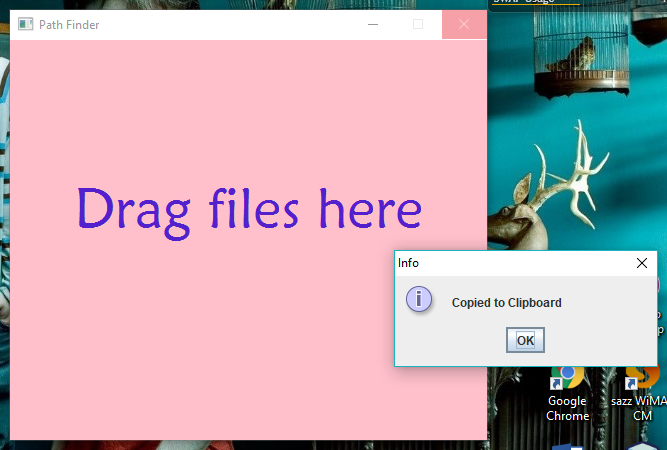 Path Finder
Drag files here
Info
Copied to Clipboard
OK
Google
Chrome
sazz WiMA
CM